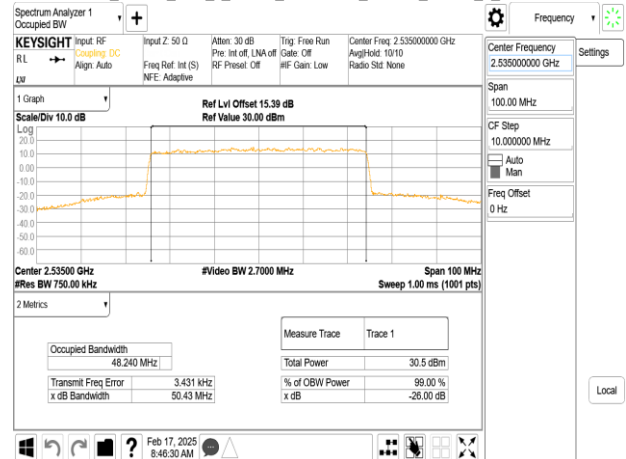 Spectrum Analyzer 1
Occupied BW
Frequency
KEYSIGHT
RL
LXI
Input: RF
Coupling: DC
Align: Auto
Input Z: 50 Ω
Freq Ref: Int (S)
NFE: Adaptive
Atten: 30 dB
Pre: Int off, LNA off
RF Preset: Off
Trig: Free Run
Gate: Off
#IF Gain: Low
Center Freq: 2.535000000 GHz
Avg|Hold: 10/10
Radio Std: None
Center Frequency
2.535000000 GHz
Settings
Span
100.00 MHz
CF Step
10.000000 MHz
Auto
Man
Freq Offset
0 Hz
Local
1 Graph
Scale/Div 10.0 dB
Ref Lvl Offset 15.39 dB
Ref Value 30.00 dBm
Log
20.0
10.0
0.00
-10.0
-20.0
-30.0
-40.0
-50.0
-60.0
Center 2.53500 GHz
#Res BW 750.00 kHz
#Video BW 2.7000 MHz
Span 100 MHz
Sweep 1.00 ms (1001 pts)
2 Metrics
Measure Trace Trace 1
Occupied Bandwidth
48.240 MHz
Total Power 30.5 dBm
Transmit Freq Error 3.431 kHz
% of OBW Power 99.00 %
x dB Bandwidth 50.43 MHz
x dB -26.00 dB
?
Feb 17, 2025
8:46:30 AM